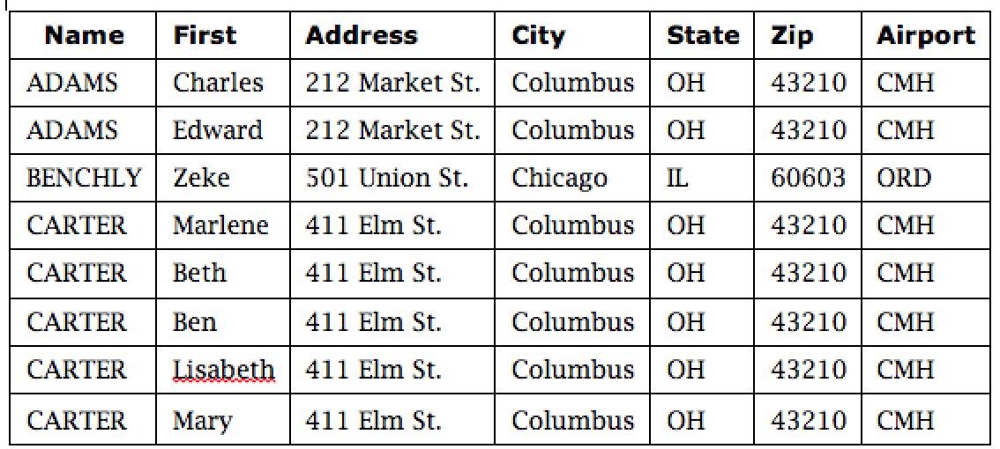 Name First Address City State Zip Airport
ADAMS Charles 212 Market St. Columbus OH 43210 CMH
ADAMS Edward 212 Market St. Columbus OH 43210 CMH
BENCHLY Zeke 501 Union St. Chicago IL 60603 ORD
CARTER Marlene 411 Elm St. Columbus OH 43210 CMH
CARTER Beth 411 Elm St. Columbus OH 43210 CMH
CARTER Ben 411 Elm St. Columbus OH 43210 CMH
CARTER Lisabeth 411 Elm St. Columbus OH 43210 CMH
CARTER Mary 411 Elm St. Columbus OH 43210 CMH